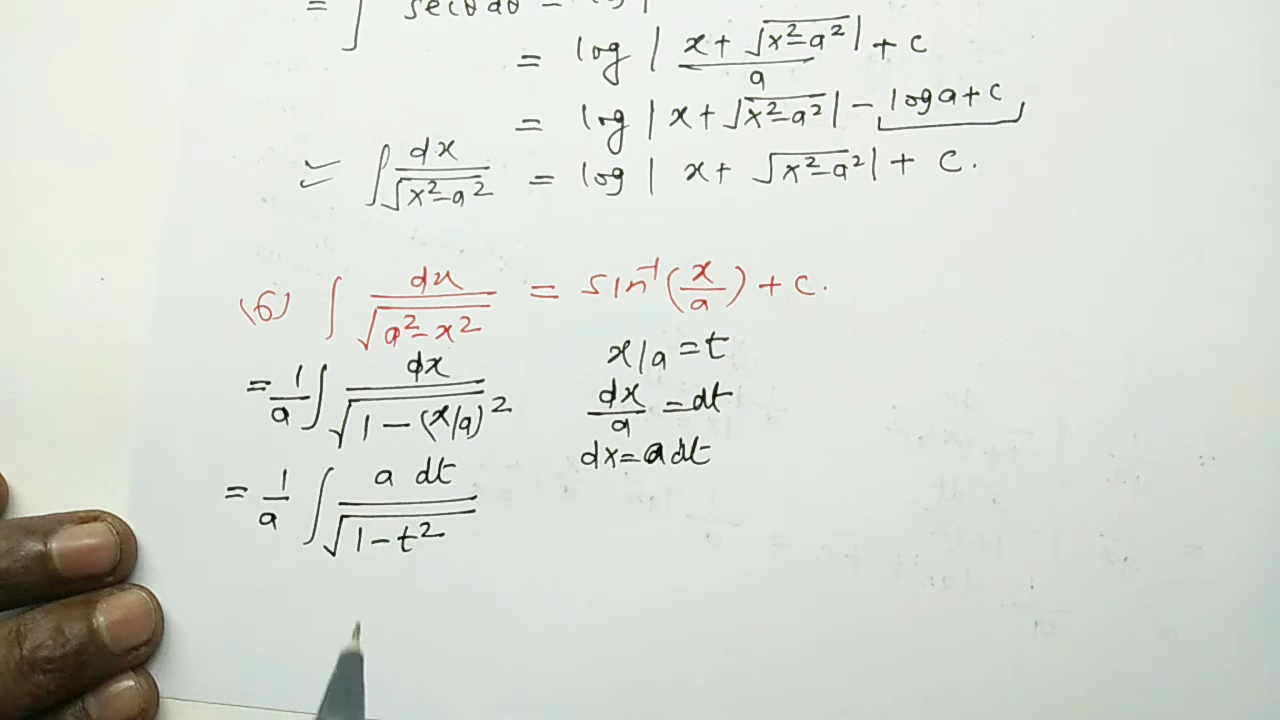 = ∫ secθ dθ =
= log | x + √x²-a² / a | + c
= log | x + √x²-a² | - log a + c
∫ dx / √x²-a² = log | x + √x²-a² | + c.
(6) ∫ dx / √a²-x² = sin⁻¹ (x/a) + c.
= 1/a ∫ dx / √1-(x/a)² x/a = t
dx/a = dt
dx = a dt
= 1/a ∫ a dt / √1-t²